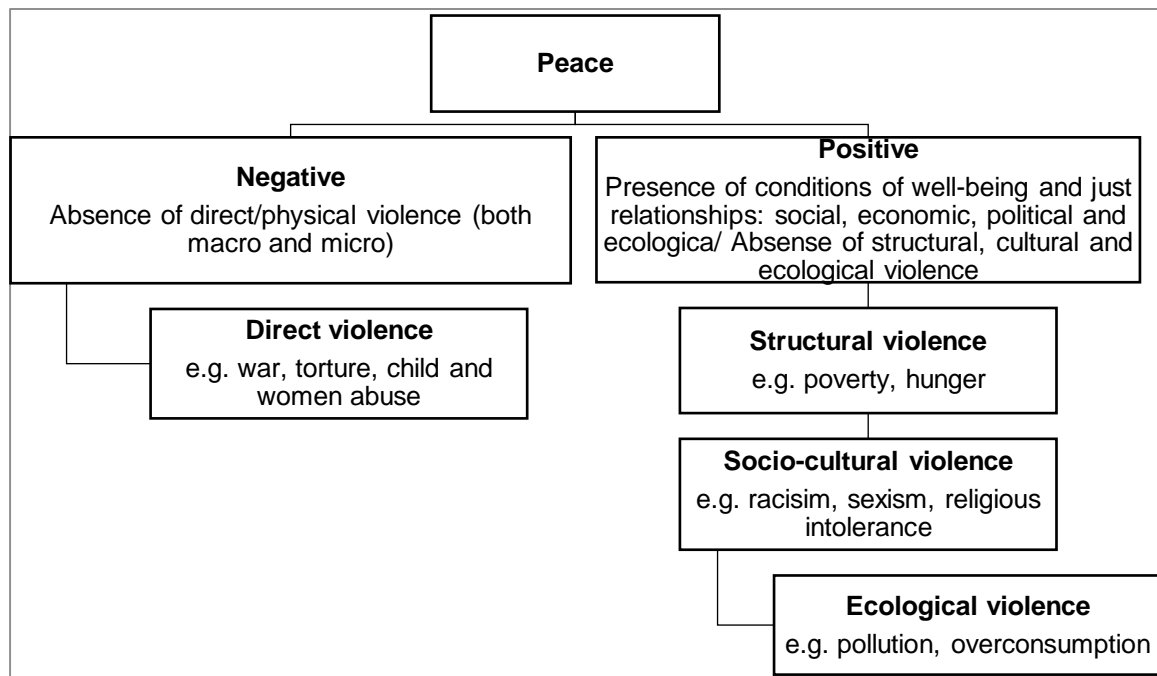 Peace
Negative
Absence of direct/physical violence (both
macro and micro)
Direct violence
e.g. war, torture, child and
women abuse
Positive
Presence of conditions of well-being and just
relationships: social, economic, political and
ecologica/ Absense of structural, cultural and
ecological violence
Structural violence
e.g. poverty, hunger
Socio-cultural violence
e.g. racisim, sexism, religious
intolerance
Ecological violence
e.g. pollution, overconsumption